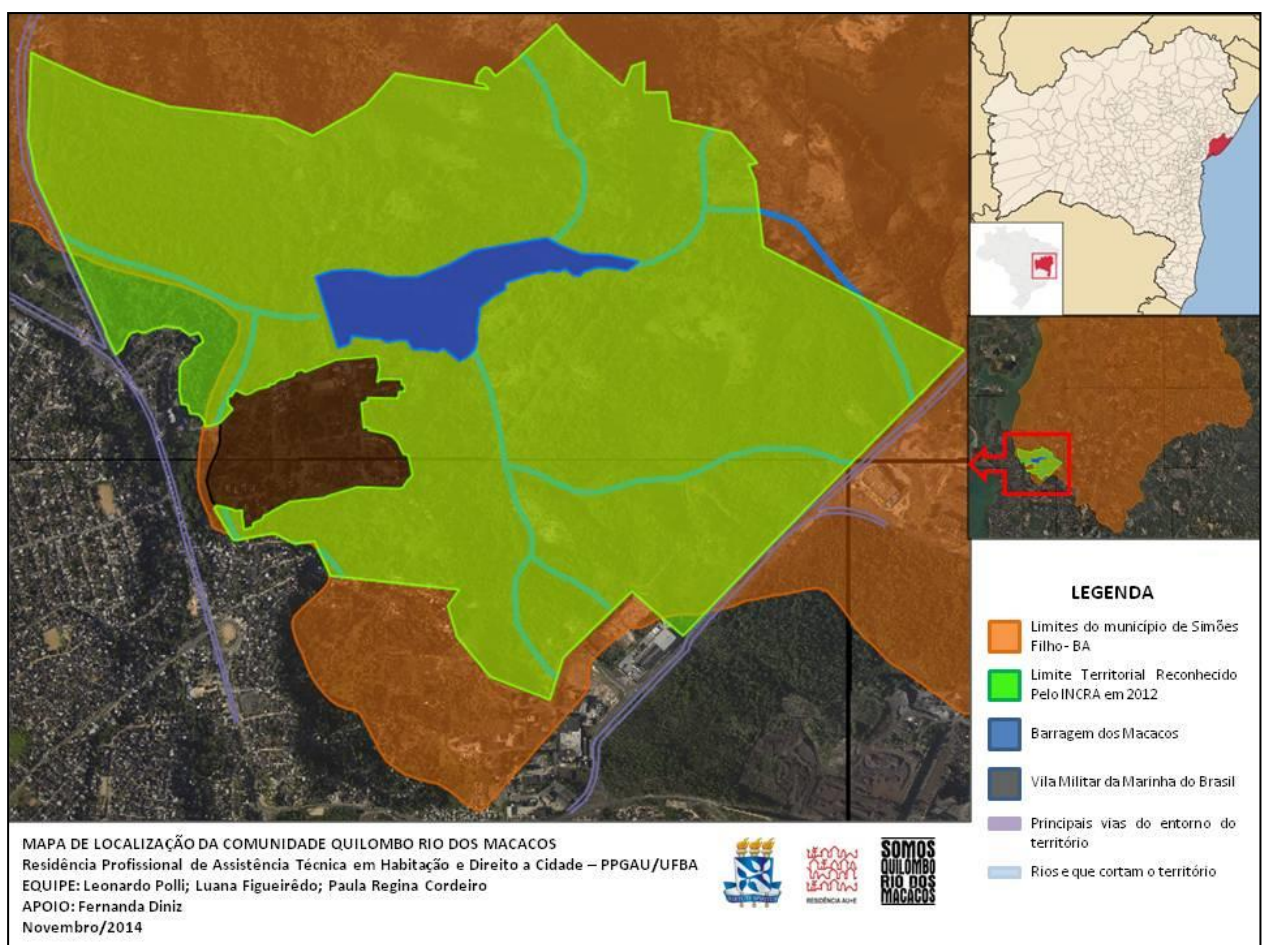 LEGENDA
Limites do município de Simões
Filho- BA
Limite Territorial Reconhecido
Pelo INCRA em 2012
Barragem dos Macacos
Vila Militar da Marinha do Brasil
Principais vias do entorno do
território
Rios e que cortam o território
MAPA DE LOCALIZAÇÃO DA COMUNIDADE QUILOMBO RIO DOS MACACOS
Residência Profissional de Assistência Técnica em Habitação e Direito a Cidade – PPGAU/UFBA
EQUIPE: Leonardo Polli; Luana Figueirêdo; Paula Regina Cordeiro
APOIO: Fernanda Diniz
Novembro/2014
RESIDÊNCIA AU+E
SOMOS
QUILOMBO
RIO DOS
MACACOS